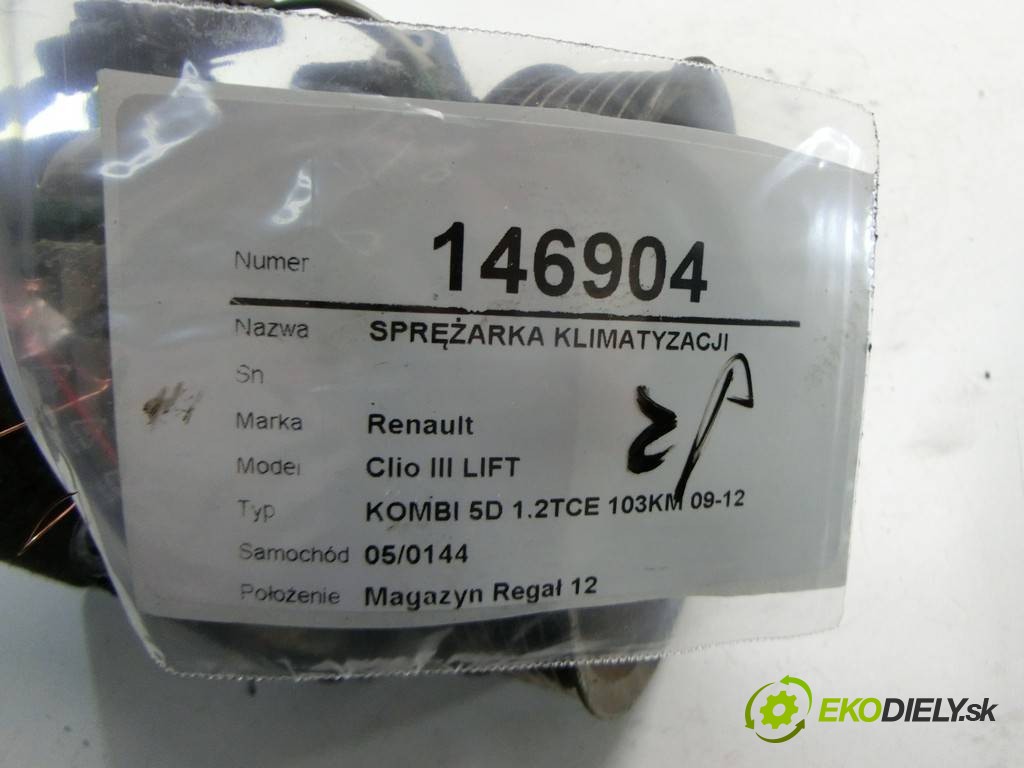 Numer 146904
Nazwa SPRĘŻARKA KLIMATYZACJI
Sn
Marka Renault
Model Clio III LIFT
Typ KOMBI 5D 1.2TCE 103KM 09-12
Samochód 05/0144
Położenie Magazyn Regał 12
EKODIELY.sk